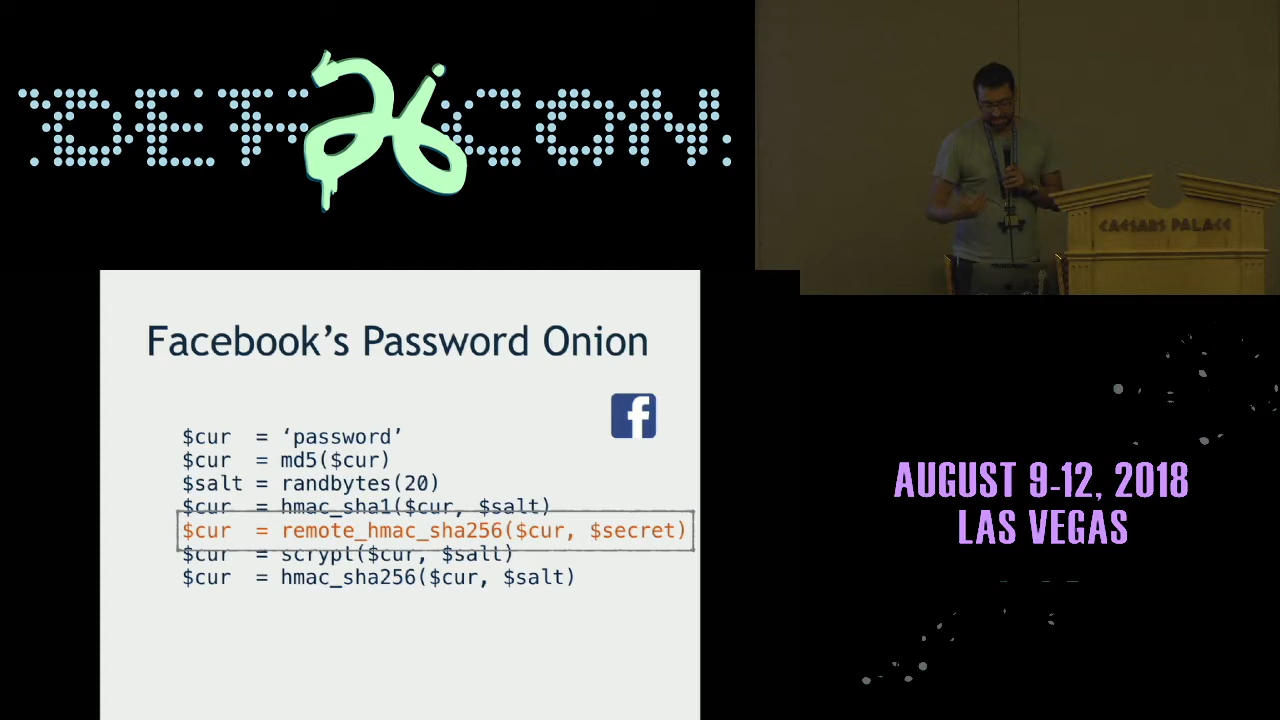 DEF 26 CON
CAESARS PALACE
Facebook's Password Onion
f
$cur = ‘password’
$cur = md5($cur)
$salt = randbytes(20)
$cur = hmac_sha1($cur, $salt)
$cur = remote_hmac_sha256($cur, $secret)
$cur = scrypt($cur, $salt)
$cur = hmac_sha256($cur, $salt)
AUGUST 9-12, 2018
LAS VEGAS